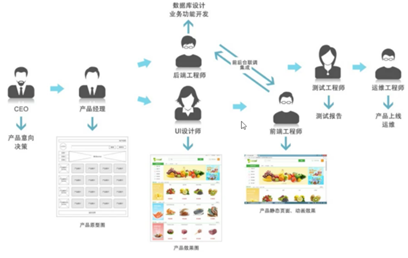 数据库设计
业务功能开发
后端工程师
前后台联调
集成
CEO
产品经理
UI设计师
前端工程师
测试工程师
运维工程师
产品意向
决策
测试报告
产品上线
运维
产品原型图
产品效果图
产品静态页面、动画效果